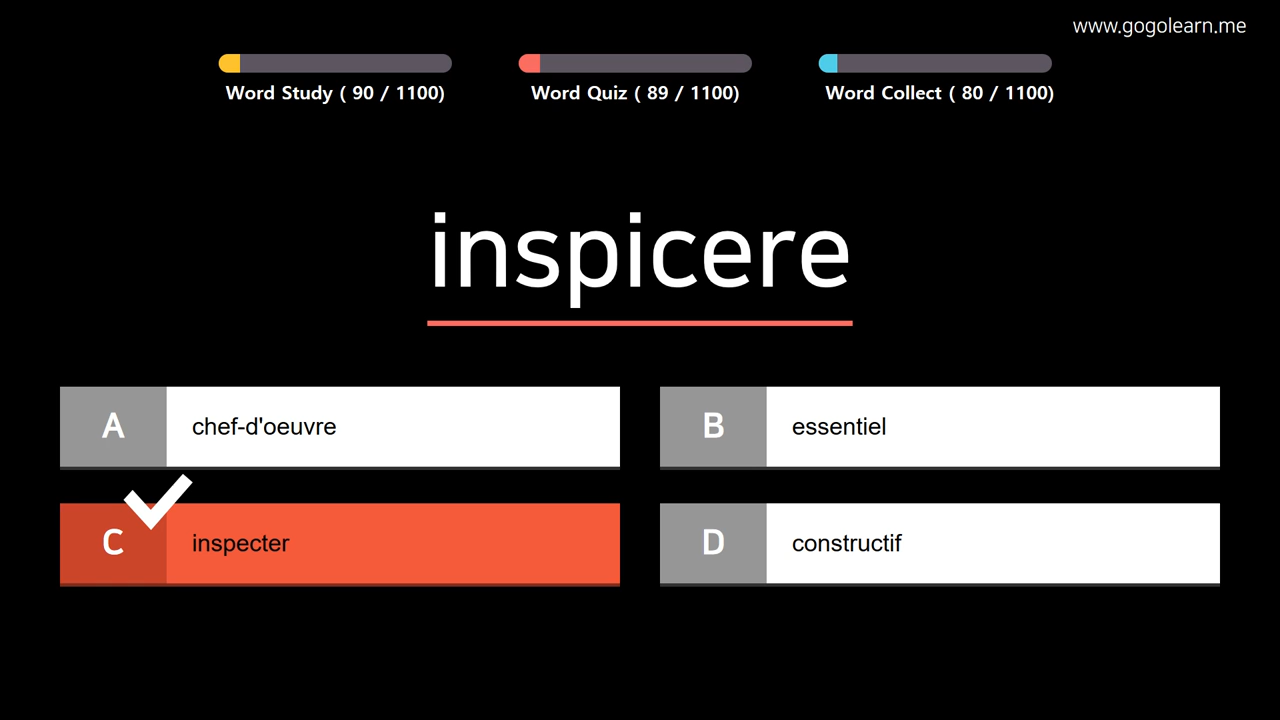 www.gogolearn.me
Word Study ( 90 / 1100)
Word Quiz ( 89 / 1100)
Word Collect ( 80 / 1100)
inspicere
A chef-d'oeuvre
B essentiel
C inspecter
D constructif